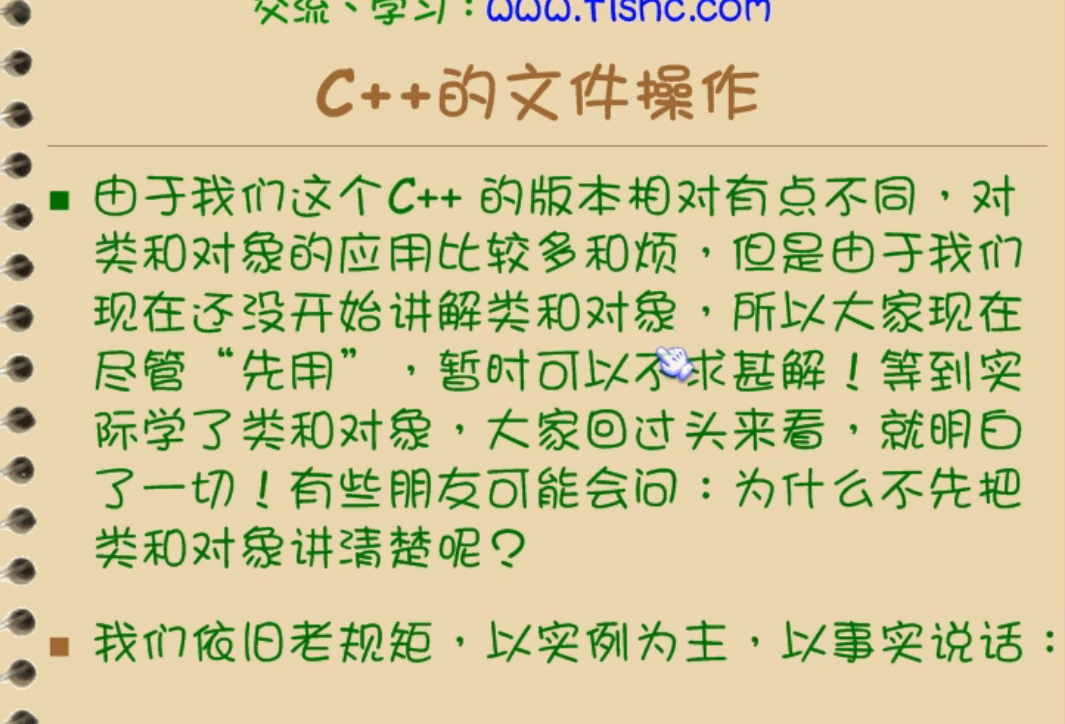 交流、学习：www.fishc.com
C++的文件操作
由于我们这个C++ 的版本相对有点不同，对
类和对象的应用比较多和烦，但是由于我们
现在还没开始讲解类和对象，所以大家现在
尽管“先用”，暂时可以不求甚解！等到实
际学了类和对象，大家回过头来看，就明白
了一切！有些朋友可能会问：为什么不先把
类和对象讲清楚呢？
我们依旧老规矩，以实例为主，以事实说话：